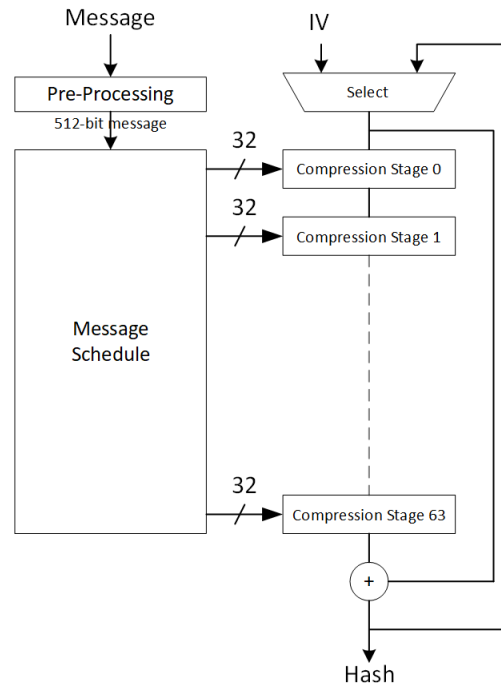 Message
IV
Pre-Processing
Select
512-bit message
32
Compression Stage 0
32
Compression Stage 1
Message
Schedule
32
Compression Stage 63
+
Hash